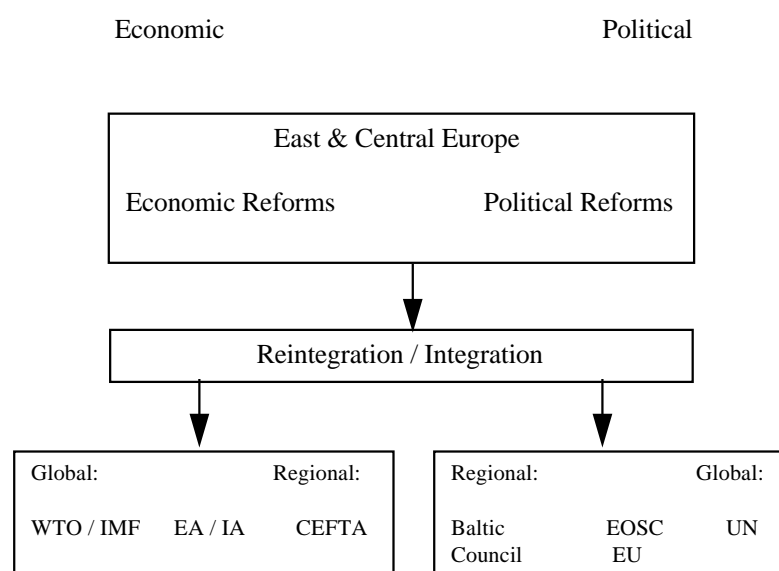 Economic Political
East & Central Europe
Economic Reforms Political Reforms
Reintegration / Integration
Global: Regional:
WTO / IMF EA / IA CEFTA
Regional: Global:
Baltic EOSC UN
Council EU